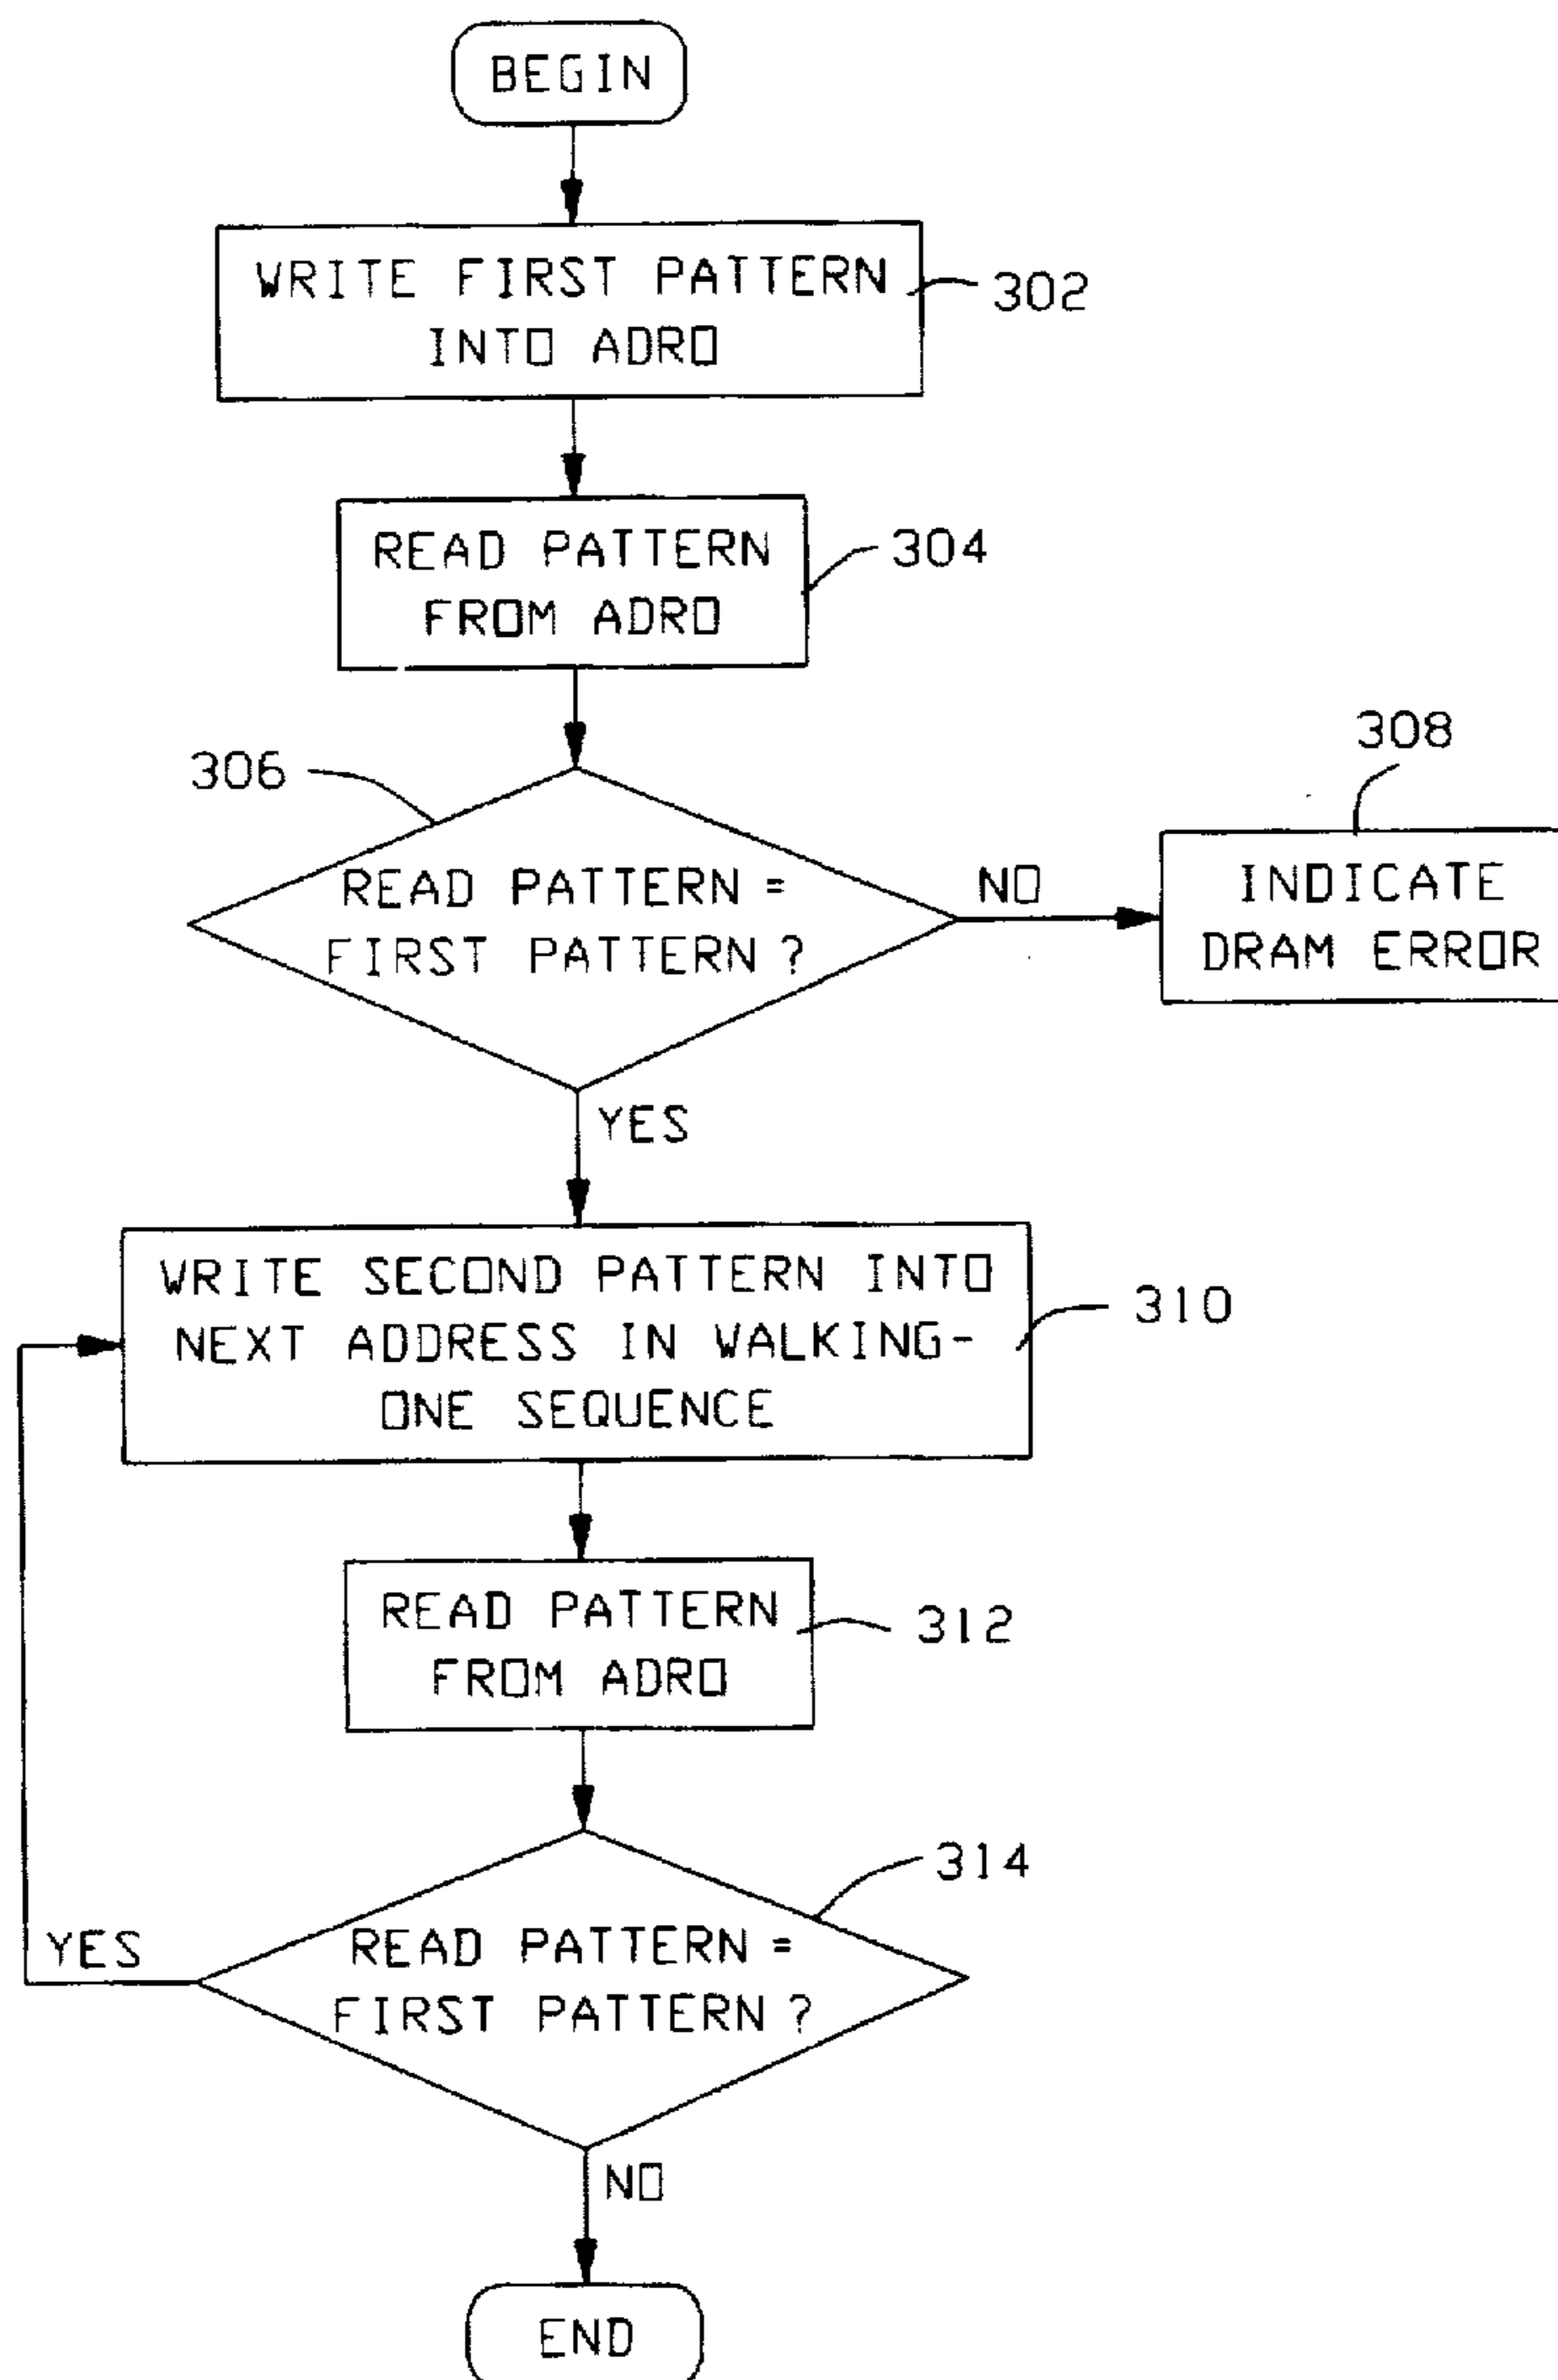 BEGIN
WRITE FIRST PATTERN
INTO ADR0
302
READ PATTERN
FROM ADR0
304
306
READ PATTERN =
FIRST PATTERN ?
NO
308
INDICATE
DRAM ERROR
YES
WRITE SECOND PATTERN INTO
NEXT ADDRESS IN WALKING-
ONE SEQUENCE
310
READ PATTERN
FROM ADR0
312
314
YES
READ PATTERN =
FIRST PATTERN ?
NO
END